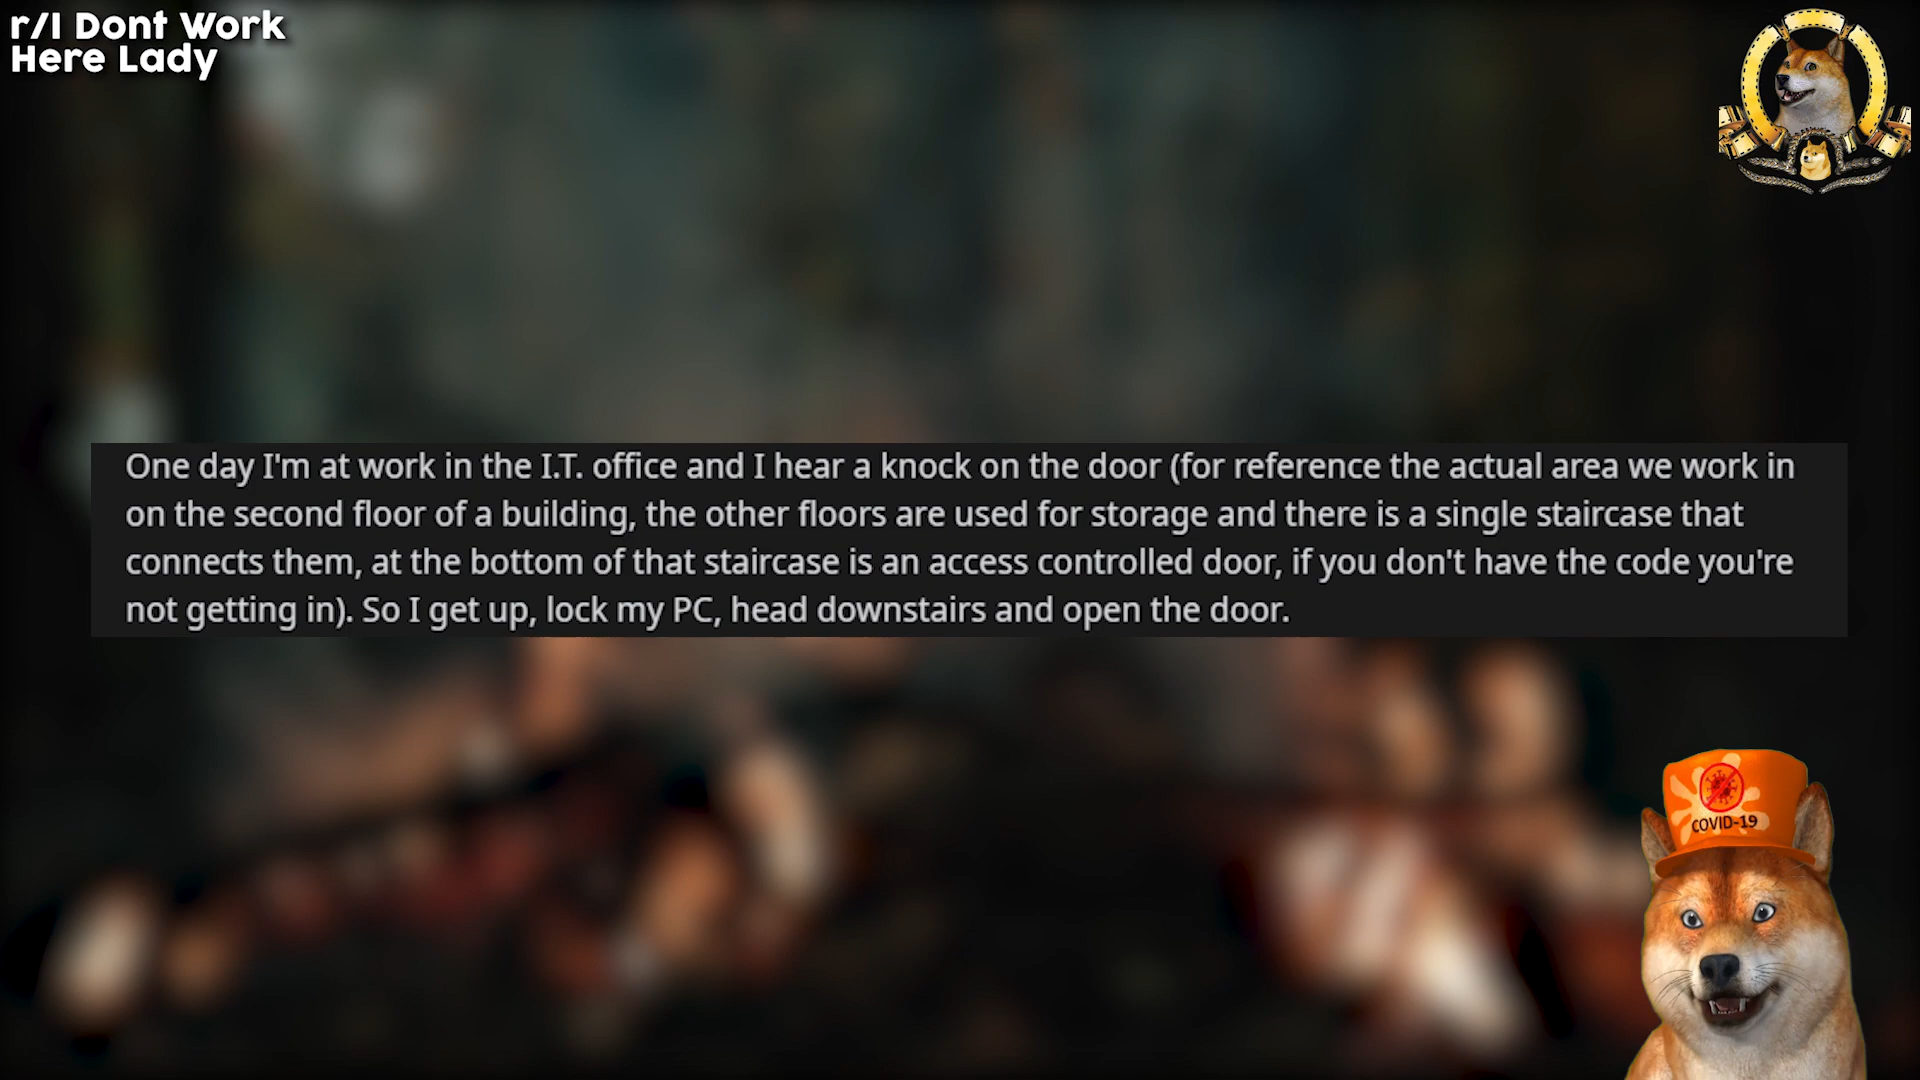 r/I Dont Work
Here Lady
One day I'm at work in the I.T. office and I hear a knock on the door (for reference the actual area we work in
on the second floor of a building, the other floors are used for storage and there is a single staircase that
connects them, at the bottom of that staircase is an access controlled door, if you don't have the code you're
not getting in). So I get up, lock my PC, head downstairs and open the door.
COVID-19